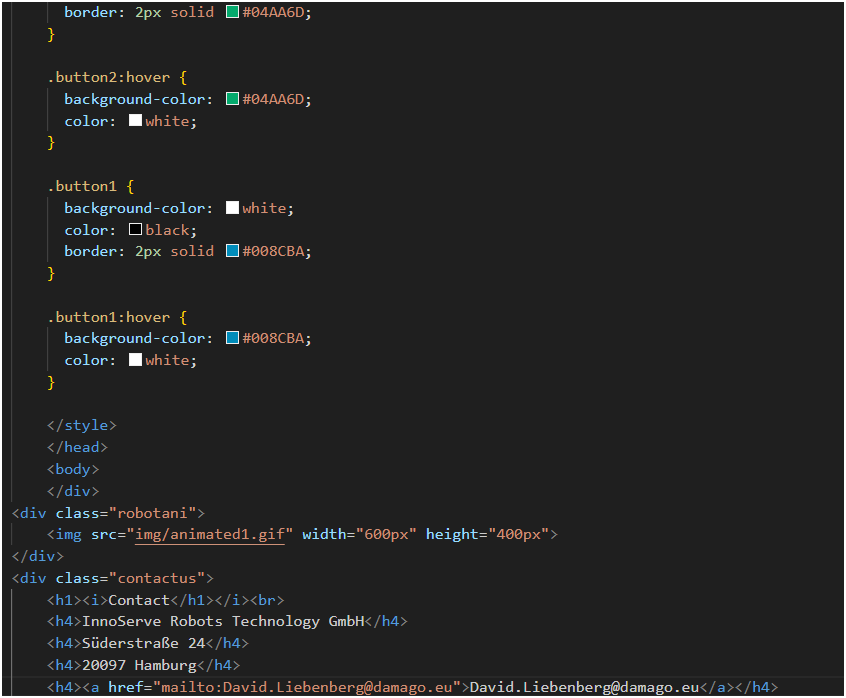 border: 2px solid #04AA6D;
}
.button2:hover {
background-color: #04AA6D;
color: white;
}
.button1 {
background-color: white;
color: black;
border: 2px solid #008CBA;
}
.button1:hover {
background-color: #008CBA;
color: white;
}
</style>
</head>
<body>
</div>
<div class="robotani">
<img src="img/animated1.gif" width="600px" height="400px">
</div>
<div class="contactus">
<h1><i>Contact</h1></i><br>
<h4>InnoServe Robots Technology GmbH</h4>
<h4>Süderstraße 24</h4>
<h4>20097 Hamburg</h4>
<h4><a href="mailto:David.Liebenberg@damago.eu">David.Liebenberg@damago.eu</a></h4>